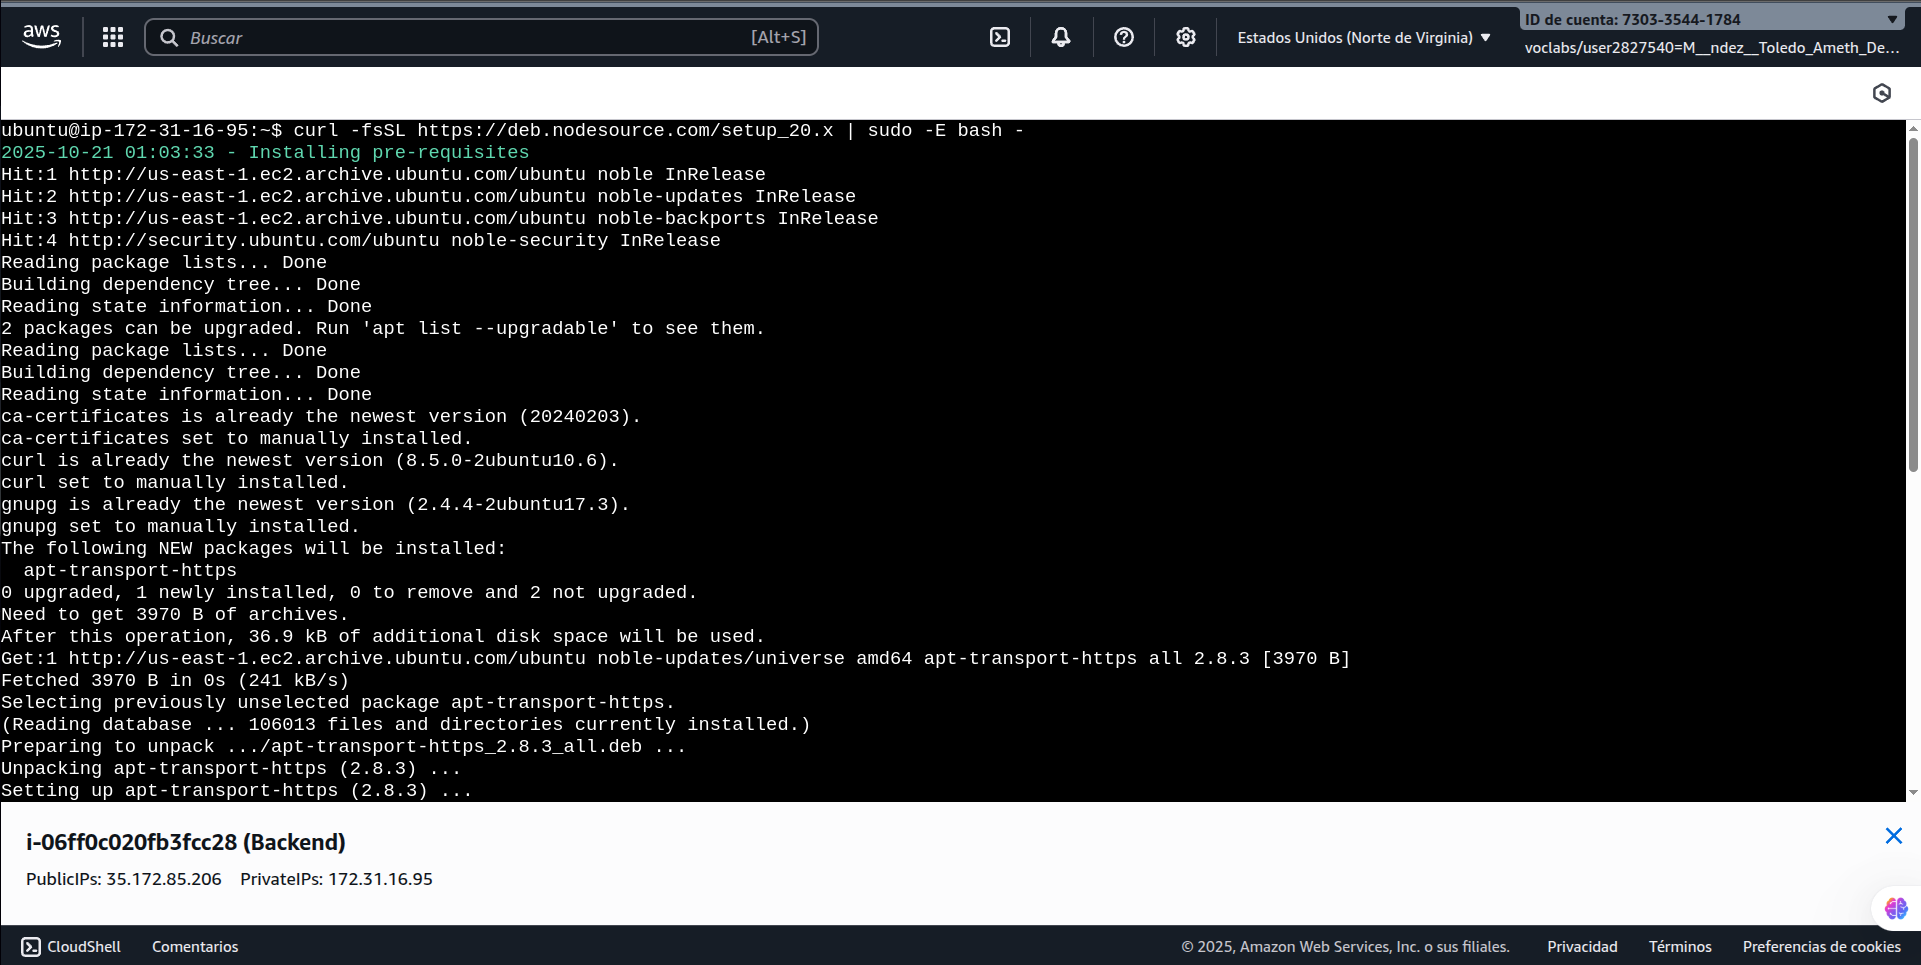 aws
Buscar
[Alt+S]
Estados Unidos (Norte de Virginia)
ID de cuenta: 7303-3544-1784
voclabs/user2827540=M__ndez__Toledo_Ameth_De...
ubuntu@ip-172-31-16-95:~$ curl -fsSL https://deb.nodesource.com/setup_20.x | sudo -E bash -
2025-10-21 01:03:33 - Installing pre-requisites
Hit:1 http://us-east-1.ec2.archive.ubuntu.com/ubuntu noble InRelease
Hit:2 http://us-east-1.ec2.archive.ubuntu.com/ubuntu noble-updates InRelease
Hit:3 http://us-east-1.ec2.archive.ubuntu.com/ubuntu noble-backports InRelease
Hit:4 http://security.ubuntu.com/ubuntu noble-security InRelease
Reading package lists... Done
Building dependency tree... Done
Reading state information... Done
2 packages can be upgraded. Run 'apt list --upgradable' to see them.
Reading package lists... Done
Building dependency tree... Done
Reading state information... Done
ca-certificates is already the newest version (20240203).
ca-certificates set to manually installed.
curl is already the newest version (8.5.0-2ubuntu10.6).
curl set to manually installed.
gnupg is already the newest version (2.4.4-2ubuntu17.3).
gnupg set to manually installed.
The following NEW packages will be installed:
  apt-transport-https
0 upgraded, 1 newly installed, 0 to remove and 2 not upgraded.
Need to get 3970 B of archives.
After this operation, 36.9 kB of additional disk space will be used.
Get:1 http://us-east-1.ec2.archive.ubuntu.com/ubuntu noble-updates/universe amd64 apt-transport-https all 2.8.3 [3970 B]
Fetched 3970 B in 0s (241 kB/s)
Selecting previously unselected package apt-transport-https.
(Reading database ... 106013 files and directories currently installed.)
Preparing to unpack .../apt-transport-https_2.8.3_all.deb ...
Unpacking apt-transport-https (2.8.3) ...
Setting up apt-transport-https (2.8.3) ...
i-06ff0c020fb3fcc28 (Backend)
PublicIPs: 35.172.85.206 PrivateIPs: 172.31.16.95
CloudShell Comentarios © 2025, Amazon Web Services, Inc. o sus filiales. Privacidad Términos Preferencias de cookies